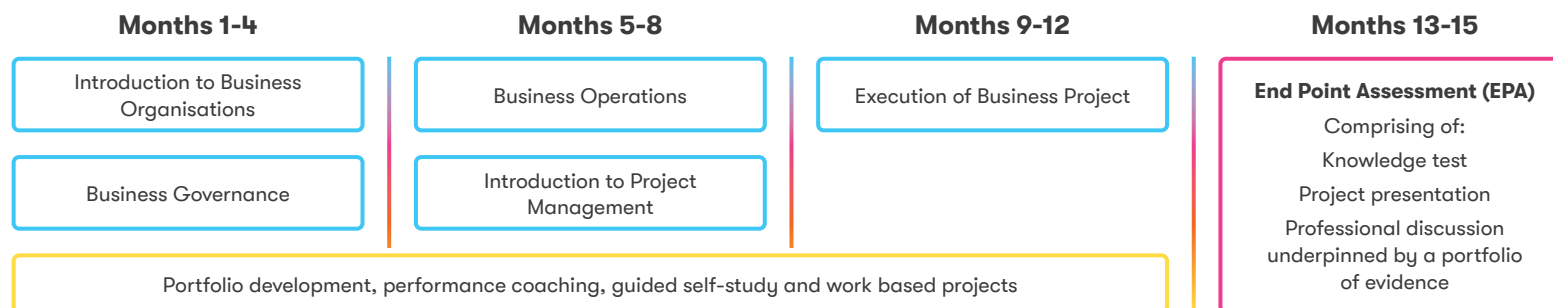 Months 1-4
Introduction to Business
Organisations
Business Governance
Months 5-8
Business Operations
Introduction to Project
Management
Months 9-12
Execution of Business Project
Portfolio development, performance coaching, guided self-study and work based projects
Months 13-15
End Point Assessment (EPA)
Comprising of:
Knowledge test
Project presentation
Professional discussion
underpinned by a portfolio
of evidence